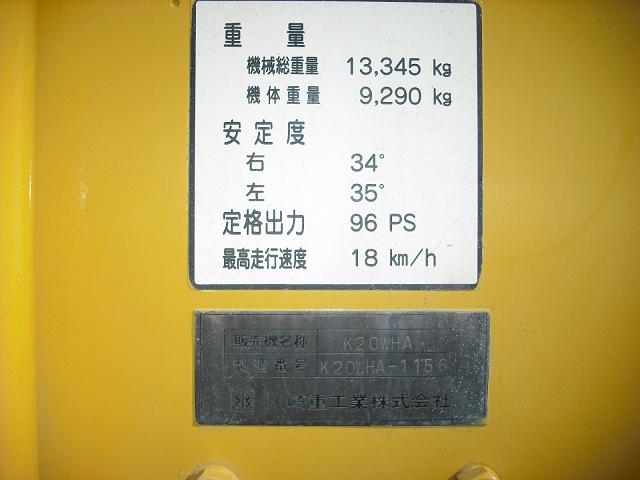 重量
機械総重量 13,345 kg
機体重量 9,290 kg
安定度
右 34°
左 35°
定格出力 96 PS
最高走行速度 18 km/h
販売機名称 K20WHA
製造番号 K20WHA-1156
川崎重工業株式会社